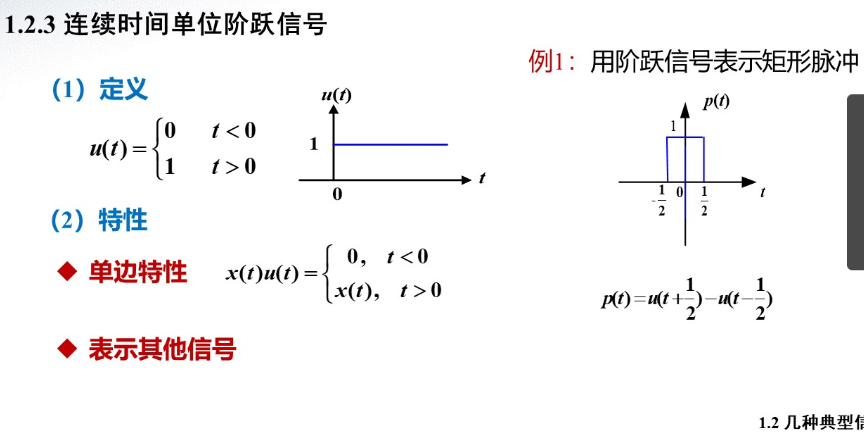 1.2.3 连续时间单位阶跃信号
(1) 定义
u(t) = { 0  t < 0
1  t > 0
u(t)
1
0
t
(2) 特性
◆ 单边特性  x(t)u(t) = { 0， t < 0
x(t)， t > 0
◆ 表示其他信号
例1：用阶跃信号表示矩形脉冲
p(t)
1
-1/2 0 1/2
t
p(t)=u(t+1/2)-u(t-1/2)
1.2 几种典型